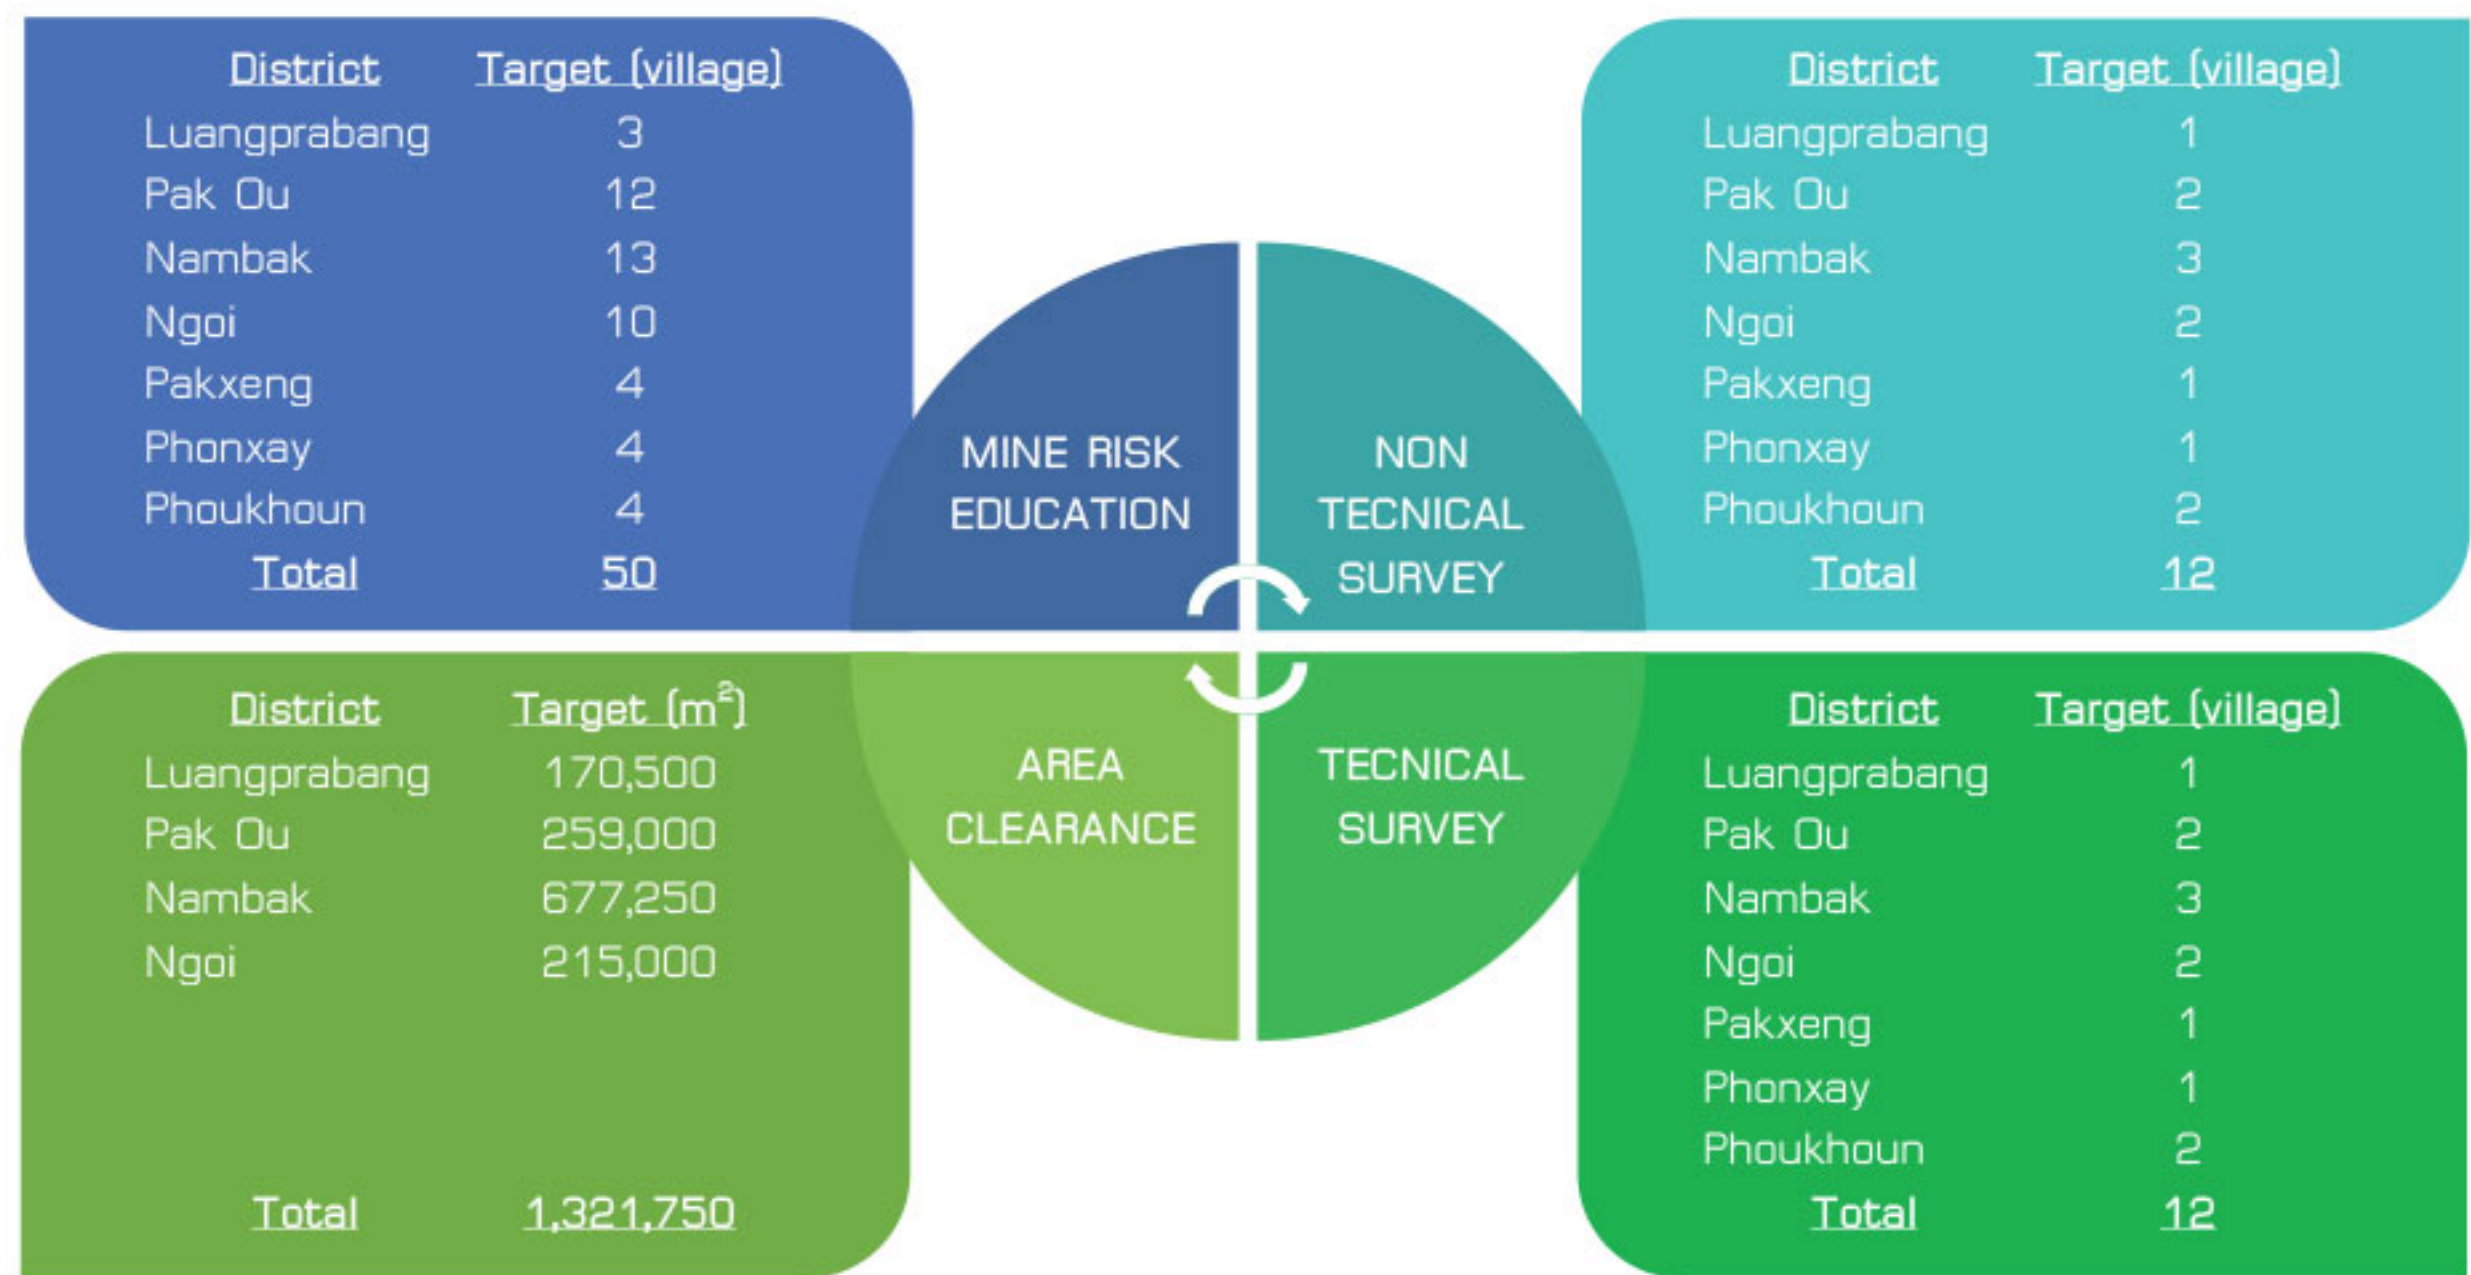 District Target (village)
Luangprabang 3
Pak Ou 12
Nambak 13
Ngoi 10
Pakxeng 4
Phonxay 4
Phoukhoun 4
Total 50
District Target (village)
Luangprabang 1
Pak Ou 2
Nambak 3
Ngoi 2
Pakxeng 1
Phonxay 1
Phoukhoun 2
Total 12
MINE RISK
EDUCATION
NON
TECNICAL
SURVEY
AREA
CLEARANCE
TECNICAL
SURVEY
District Target (m²)
Luangprabang 170,500
Pak Ou 259,000
Nambak 677,250
Ngoi 215,000
Total 1,321,750
District Target (village)
Luangprabang 1
Pak Ou 2
Nambak 3
Ngoi 2
Pakxeng 1
Phonxay 1
Phoukhoun 2
Total 12